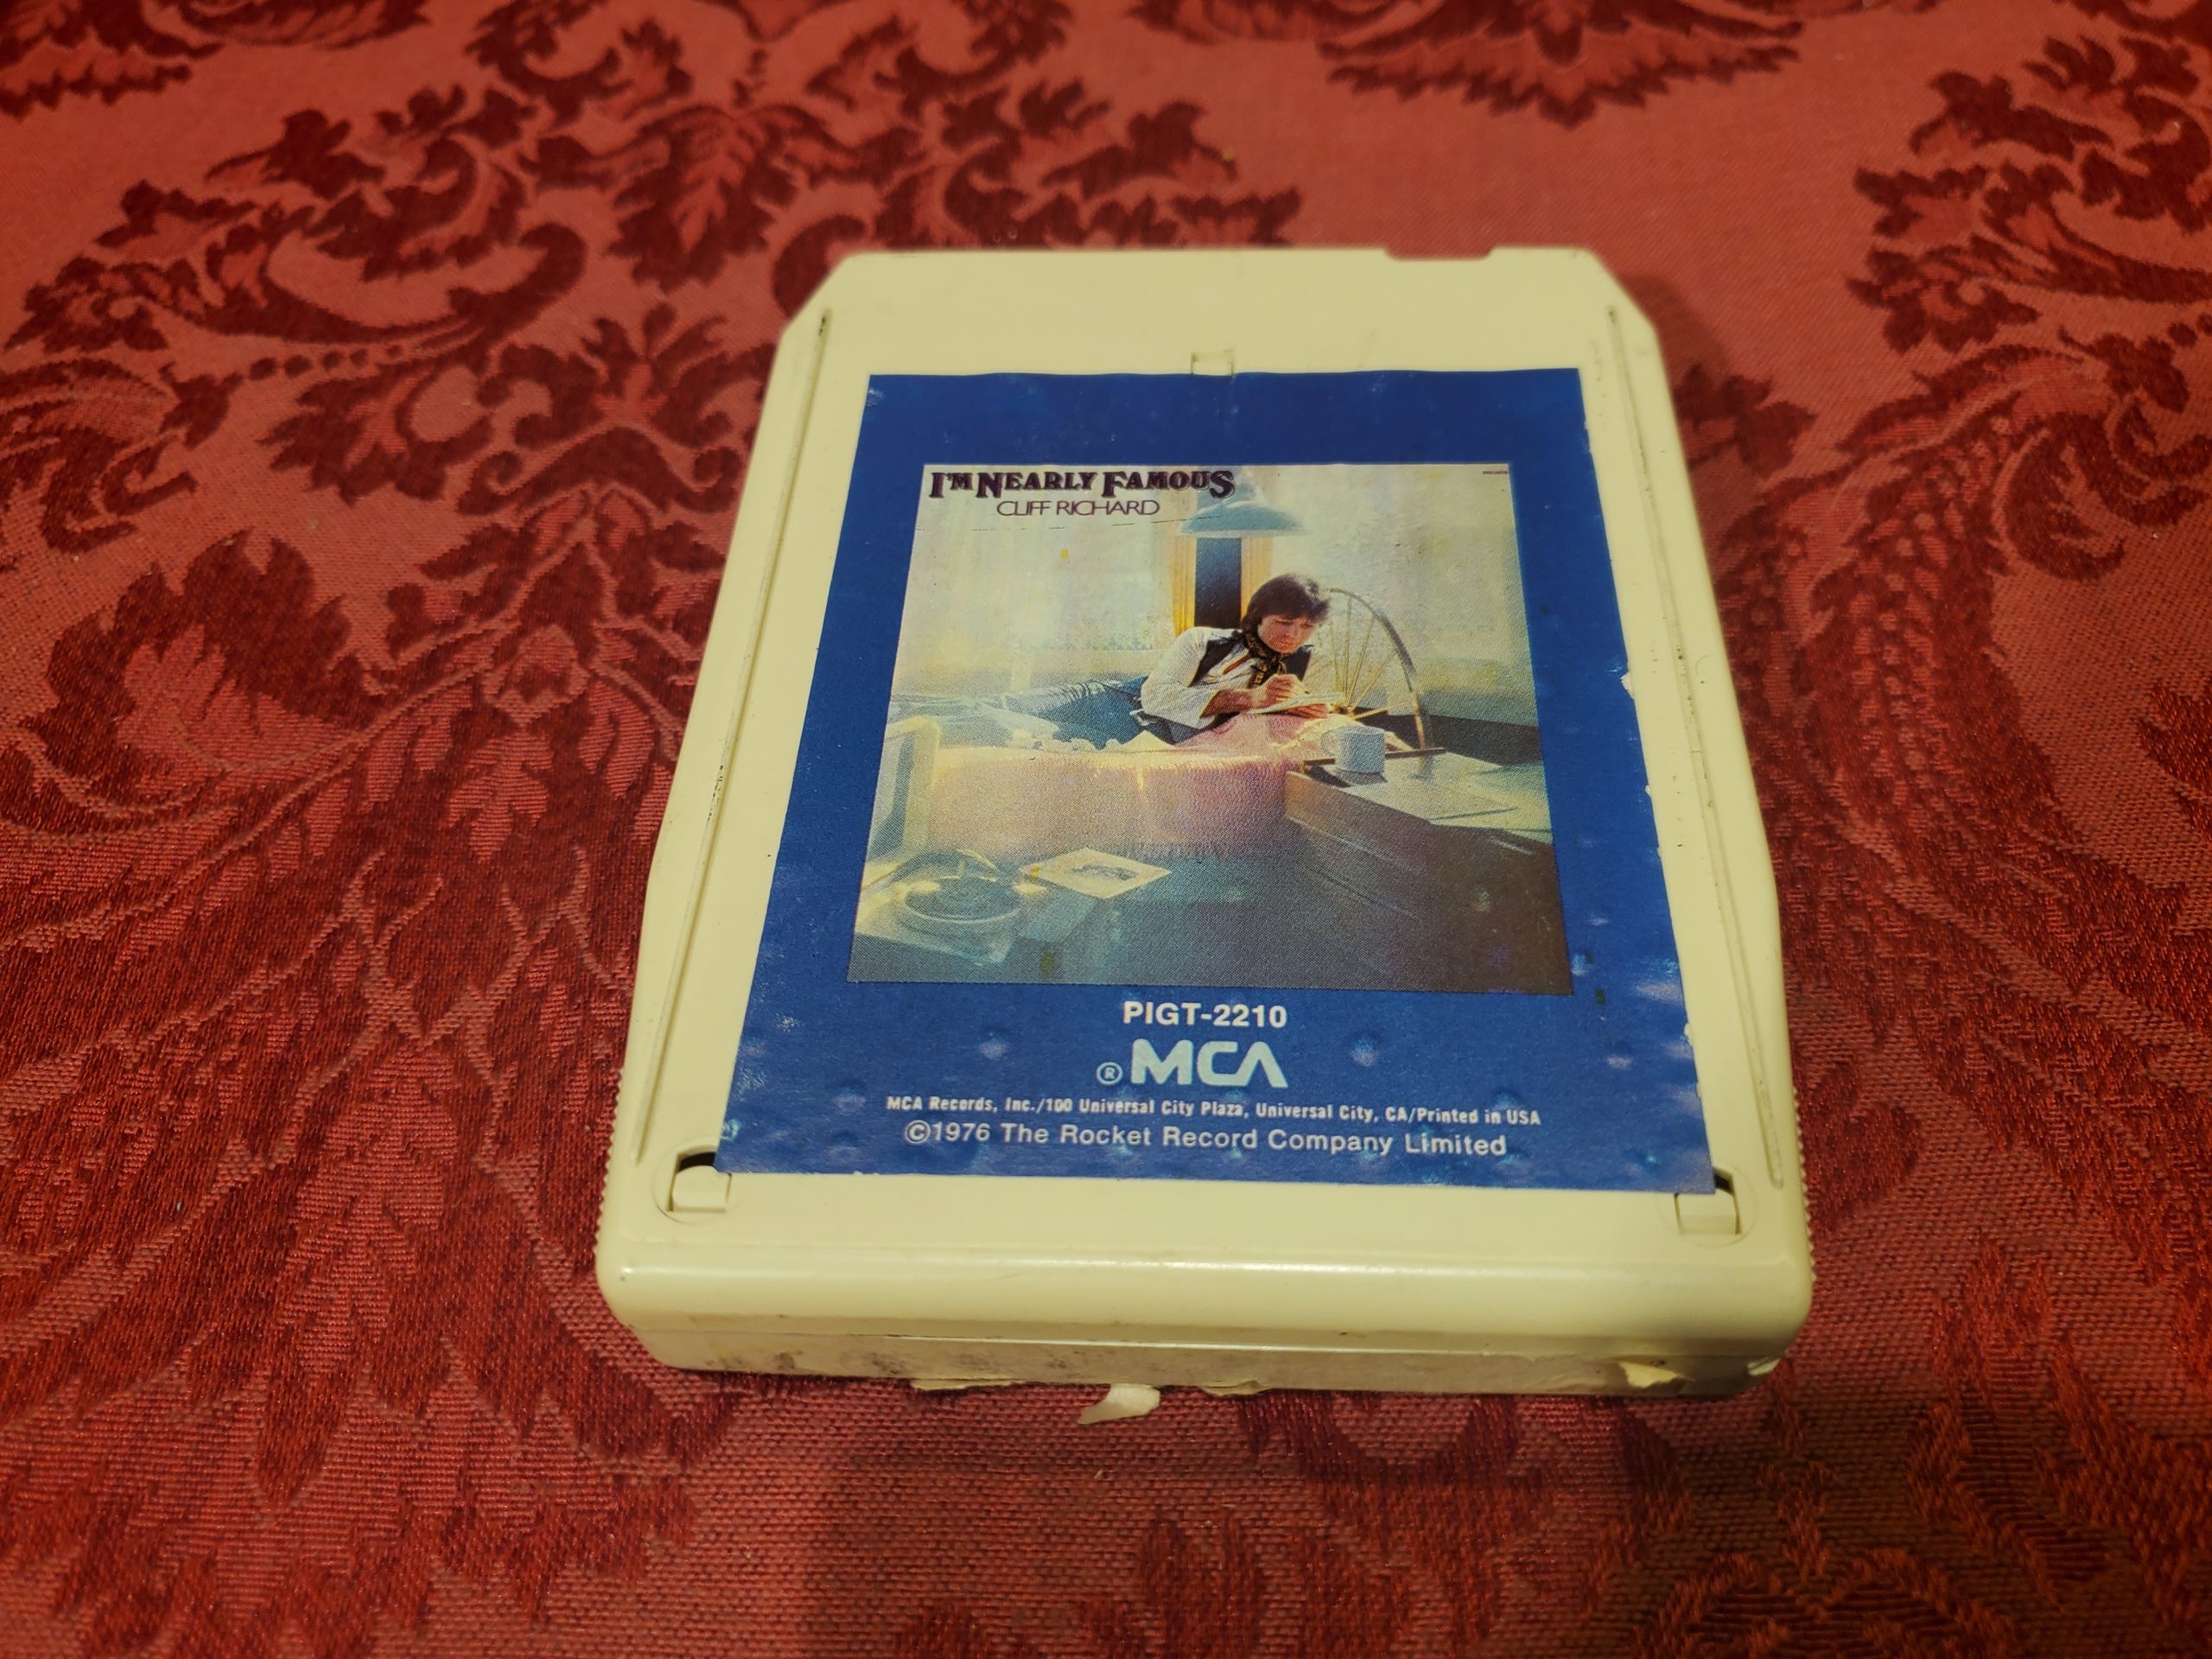 I'M NEARLY FAMOUS
CLIFF RICHARD
PIGT-2210
®MCA
MCA Records, Inc./100 Universal City Plaza, Universal City, CA/Printed in USA
©1976 The Rocket Record Company Limited